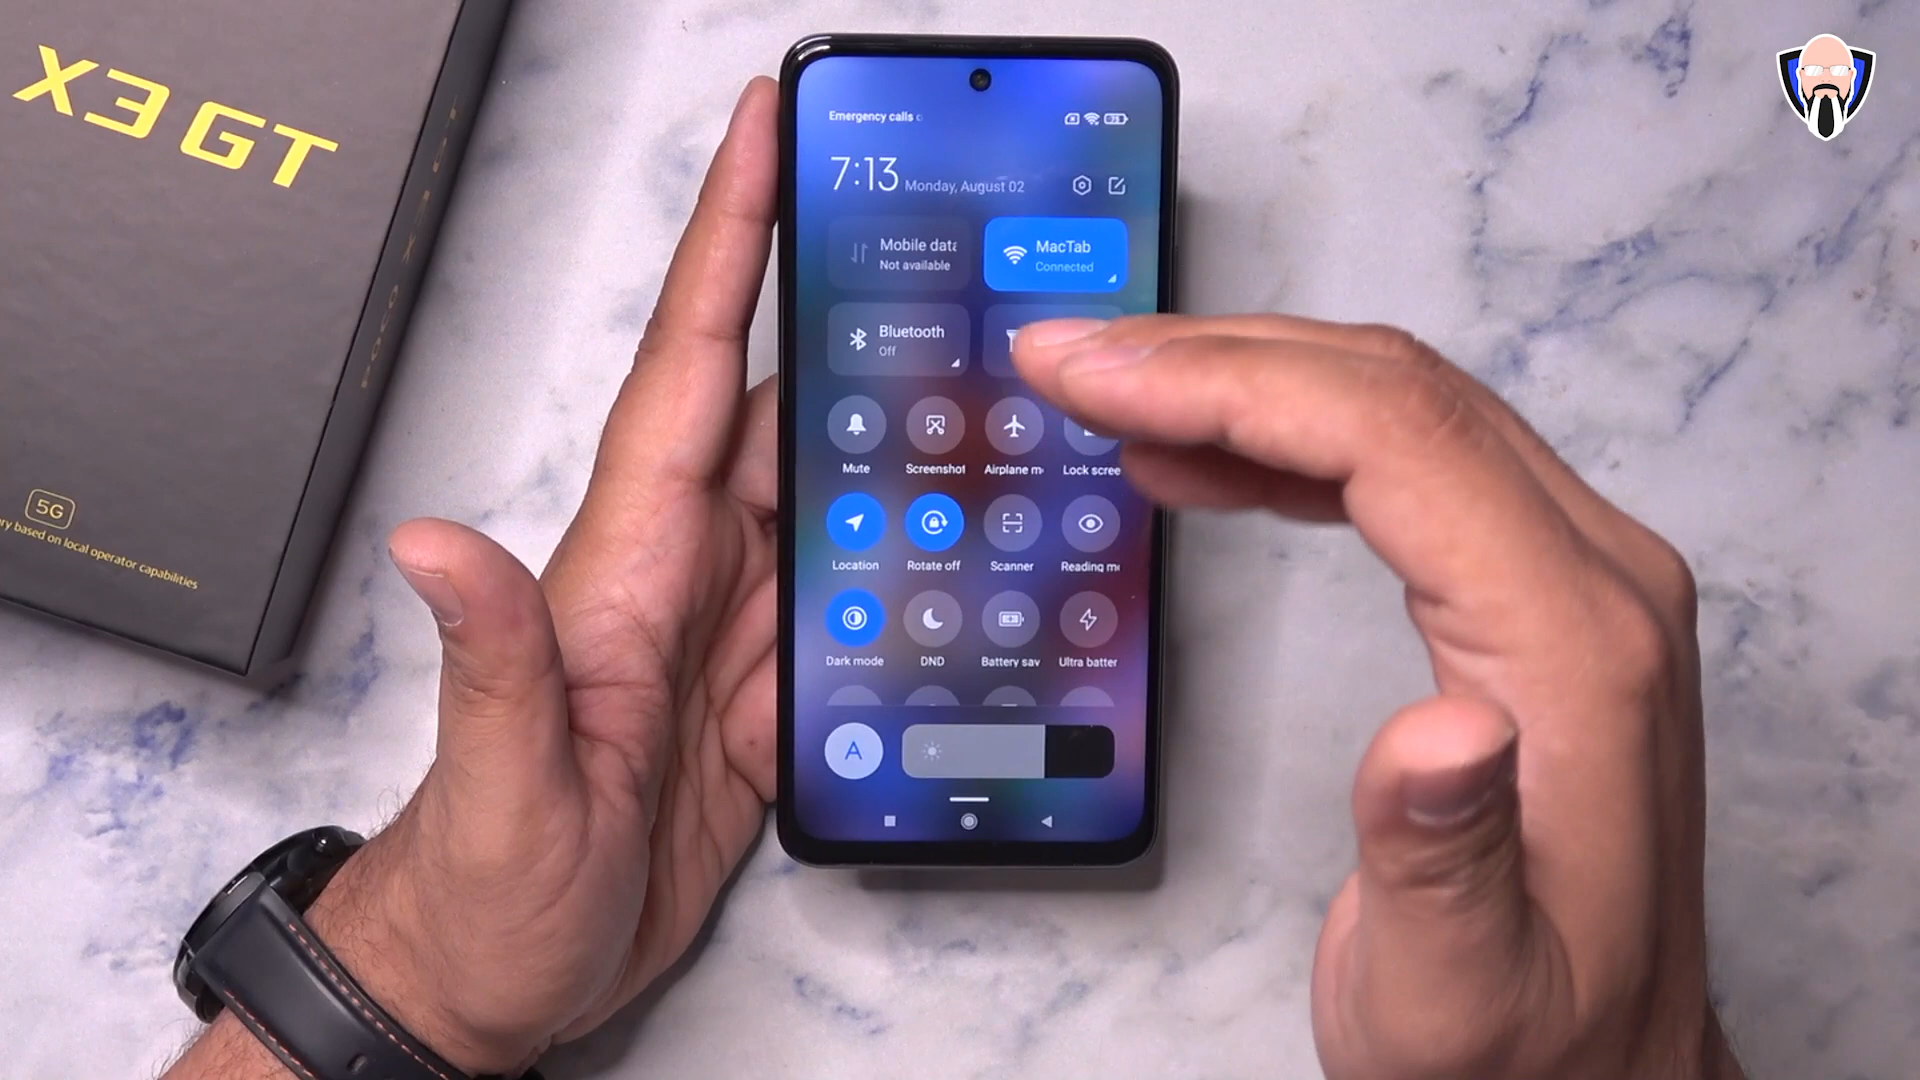 X3 GT
5G
ry based on local operator capabilities
Emergency calls
75
7:13 Monday, August 02
Mobile data
Not available
MacTab
Connected
Bluetooth
Off
Mute
Screenshot
Airplane m
Lock scree
Location
Rotate off
Scanner
Reading m
Dark mode
DND
Battery sav
Ultra batter
A